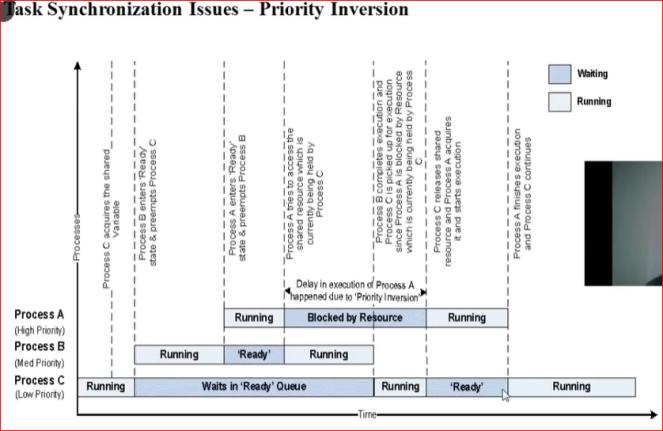 Task Synchronization Issues – Priority Inversion
Waiting
Running
Processes
Process C acquires the shared
Variable
Process B enters 'Ready'
state & preempts Process C
Process A enters 'Ready'
state & preempts Process B
Process A tries to access the
shared resource which is
currently being held by
Process C
Process B completes execution and
Process C is picked up for execution
since Process A is blocked by Resource
which is currently being held by Process
C
Process C releases shared
resource and Process A acquires
it and starts execution
Process A finishes execution
and Process C continues
Delay in execution of Process A
happened due to 'Priority Inversion'
Process A
(High Priority)
Running
Blocked by Resource
Running
Process B
(Med Priority)
Running
'Ready'
Running
Process C
(Low Priority)
Running
Waits in 'Ready' Queue
Running
'Ready'
Running
Time